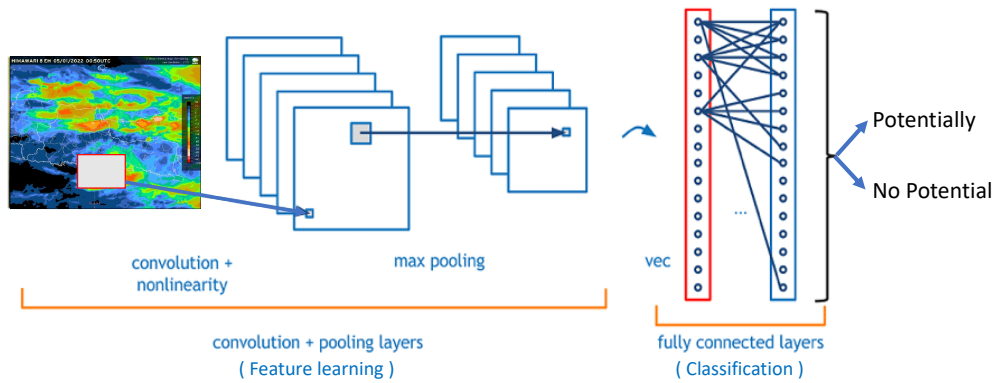 HIMAWARI 8 EH 05/01/2022 00:50UTC
convolution +
nonlinearity
max pooling
vec
...
Potentially
No Potential
convolution + pooling layers
( Feature learning )
fully connected layers
( Classification )